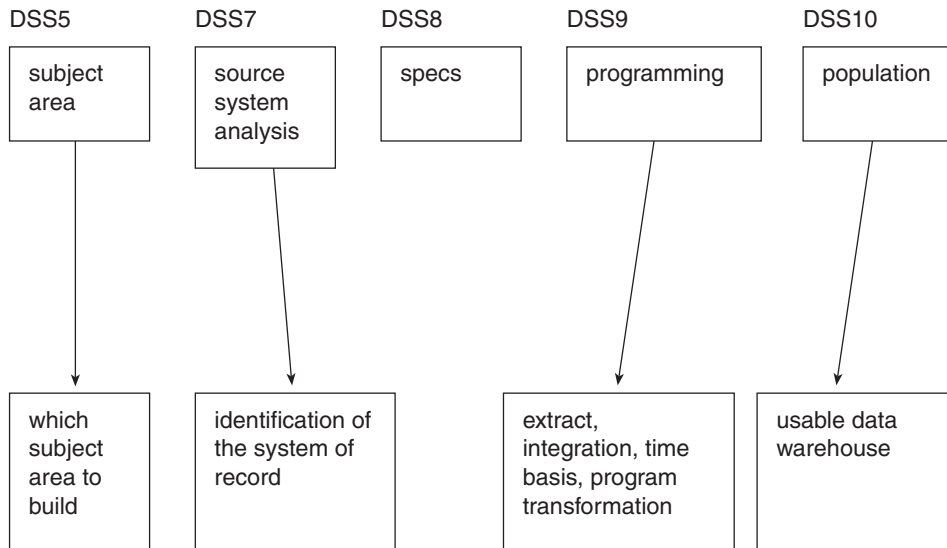 DSS5
DSS7
DSS8
DSS9
DSS10
subject
area
source
system
analysis
specs
programming
population
which
subject
area to
build
identification of
the system of
record
extract,
integration, time
basis, program
transformation
usable data
warehouse